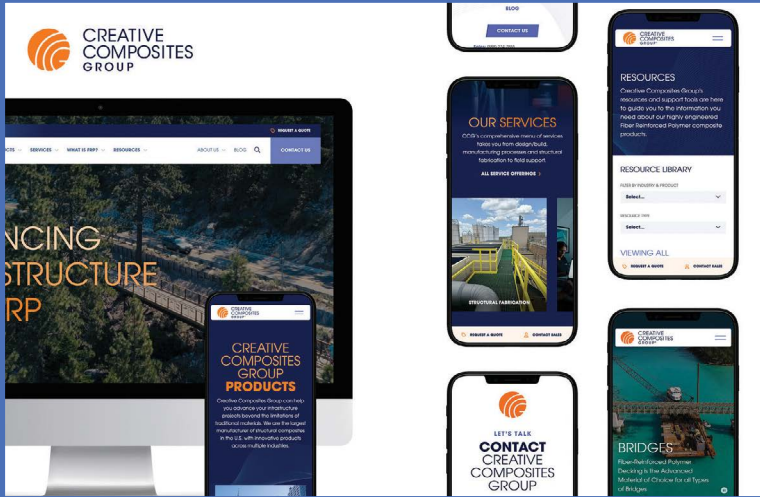 CREATIVE
COMPOSITES
GROUP
REQUEST A QUOTE
SERVICES
WHAT IS FRP?
RESOURCES
ABOUT US
BLOG
CONTACT US
NCING
STRUCTURE
RP
CREATIVE
COMPOSITES
GROUP
CREATIVE
COMPOSITES
GROUP
PRODUCTS
Creative Composites Group can help
you advance your infrastructure
projects beyond the limitations of
traditional materials. We are the largest
manufacturer of structural composites
in the U.S. with innovative products
across multiple industries.
BLOG
CONTACT US
OUR SERVICES
CCG's comprehensive menu of services
takes you from design/build,
manufacturing processes and structural
fabrication to field support.
ALL SERVICE OFFERINGS
STRUCTURAL FABRICATION
REQUEST A QUOTE
CONTACT SALES
LET'S TALK
CONTACT
CREATIVE
COMPOSITES
GROUP
CREATIVE
COMPOSITES
GROUP
RESOURCES
Creative Composites Group's
resources and support tools are here
to guide you to the information you
need about our highly engineered
Fiber Reinforced Polymer composite
products.
RESOURCE LIBRARY
FILTER BY INDUSTRY & PRODUCT
Select...
RESOURCE TYPE
Select...
VIEWING ALL
REQUEST A QUOTE
CONTACT SALES
CREATIVE
COMPOSITES
GROUP
BRIDGES
Fiber-Reinforced Polymer
Decking is the Advanced
Material of Choice for all Types
of Bridges